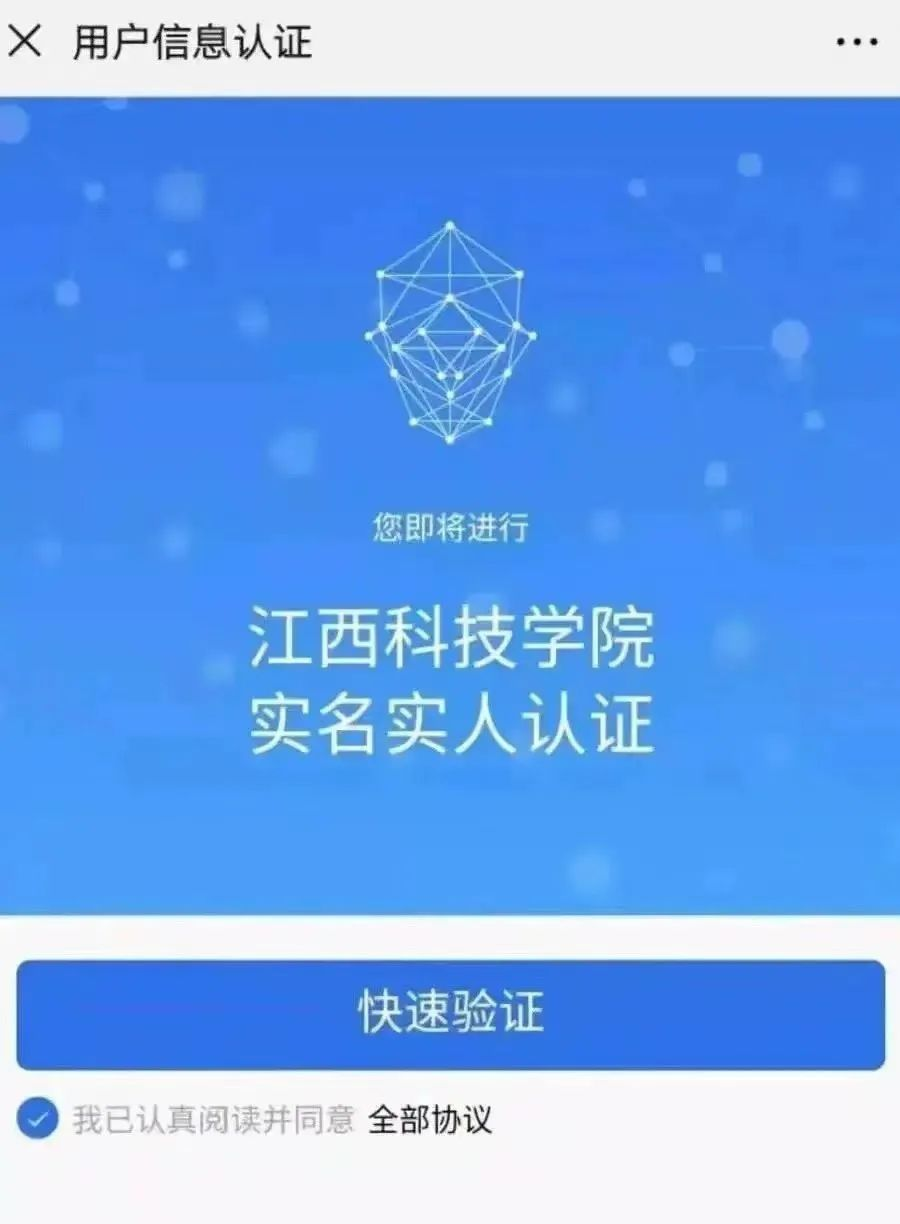 用户信息认证
您即将进行
江西科技学院
实名实人认证
快速验证
我已认真阅读并同意 全部协议